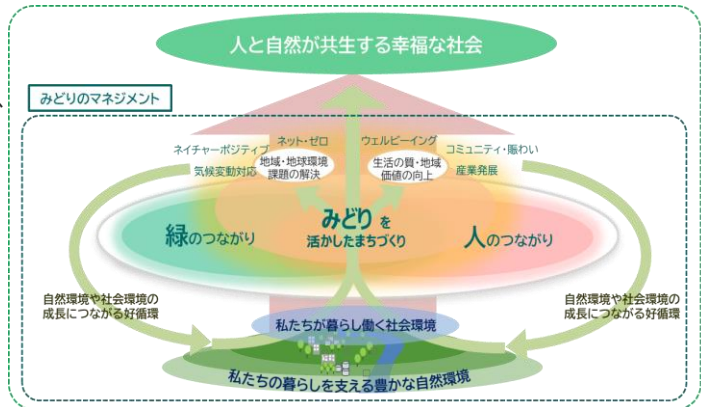 人と自然が共生する幸福な社会
みどりのマネジメント
ネイチャーポジティブ
ネット・ゼロ
ウェルビーイング
コミュニティ・賑わい
気候変動対応
地域・地球環境
課題の解決
生活の質・地域
価値の向上
産業発展
緑のつながり
みどり を
活かしたまちづくり
人のつながり
自然環境や社会環境の
成長につながる好循環
自然環境や社会環境の
成長につながる好循環
私たちが暮らし働く社会環境
私たちの暮らしを支える豊かな自然環境